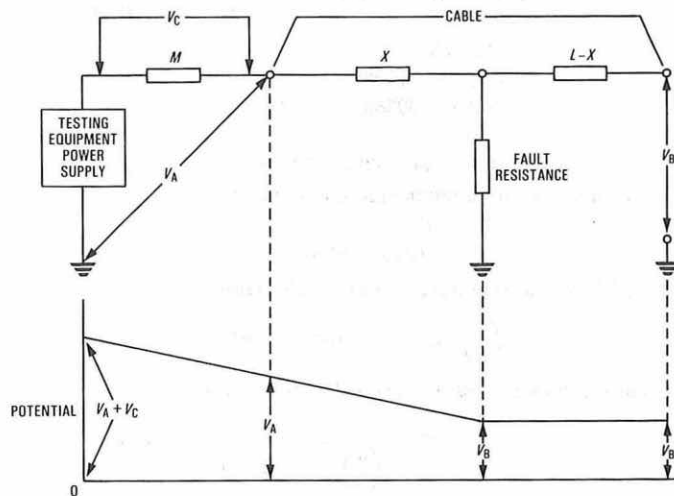 V_C
CABLE
M
X
L-X
TESTING
EQUIPMENT
POWER
SUPPLY
V_A
FAULT
RESISTANCE
V_B
POTENTIAL
V_A + V_C
V_A
V_B
V_B
0